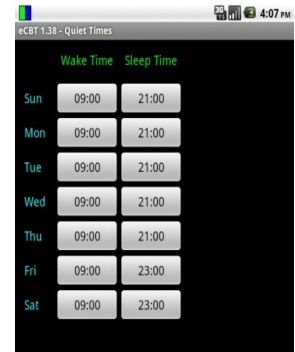 3G 4:07 PM
eCBT 1.38 - Quiet Times
Wake Time Sleep Time
Sun 09:00 21:00
Mon 09:00 21:00
Tue 09:00 21:00
Wed 09:00 21:00
Thu 09:00 21:00
Fri 09:00 23:00
Sat 09:00 23:00